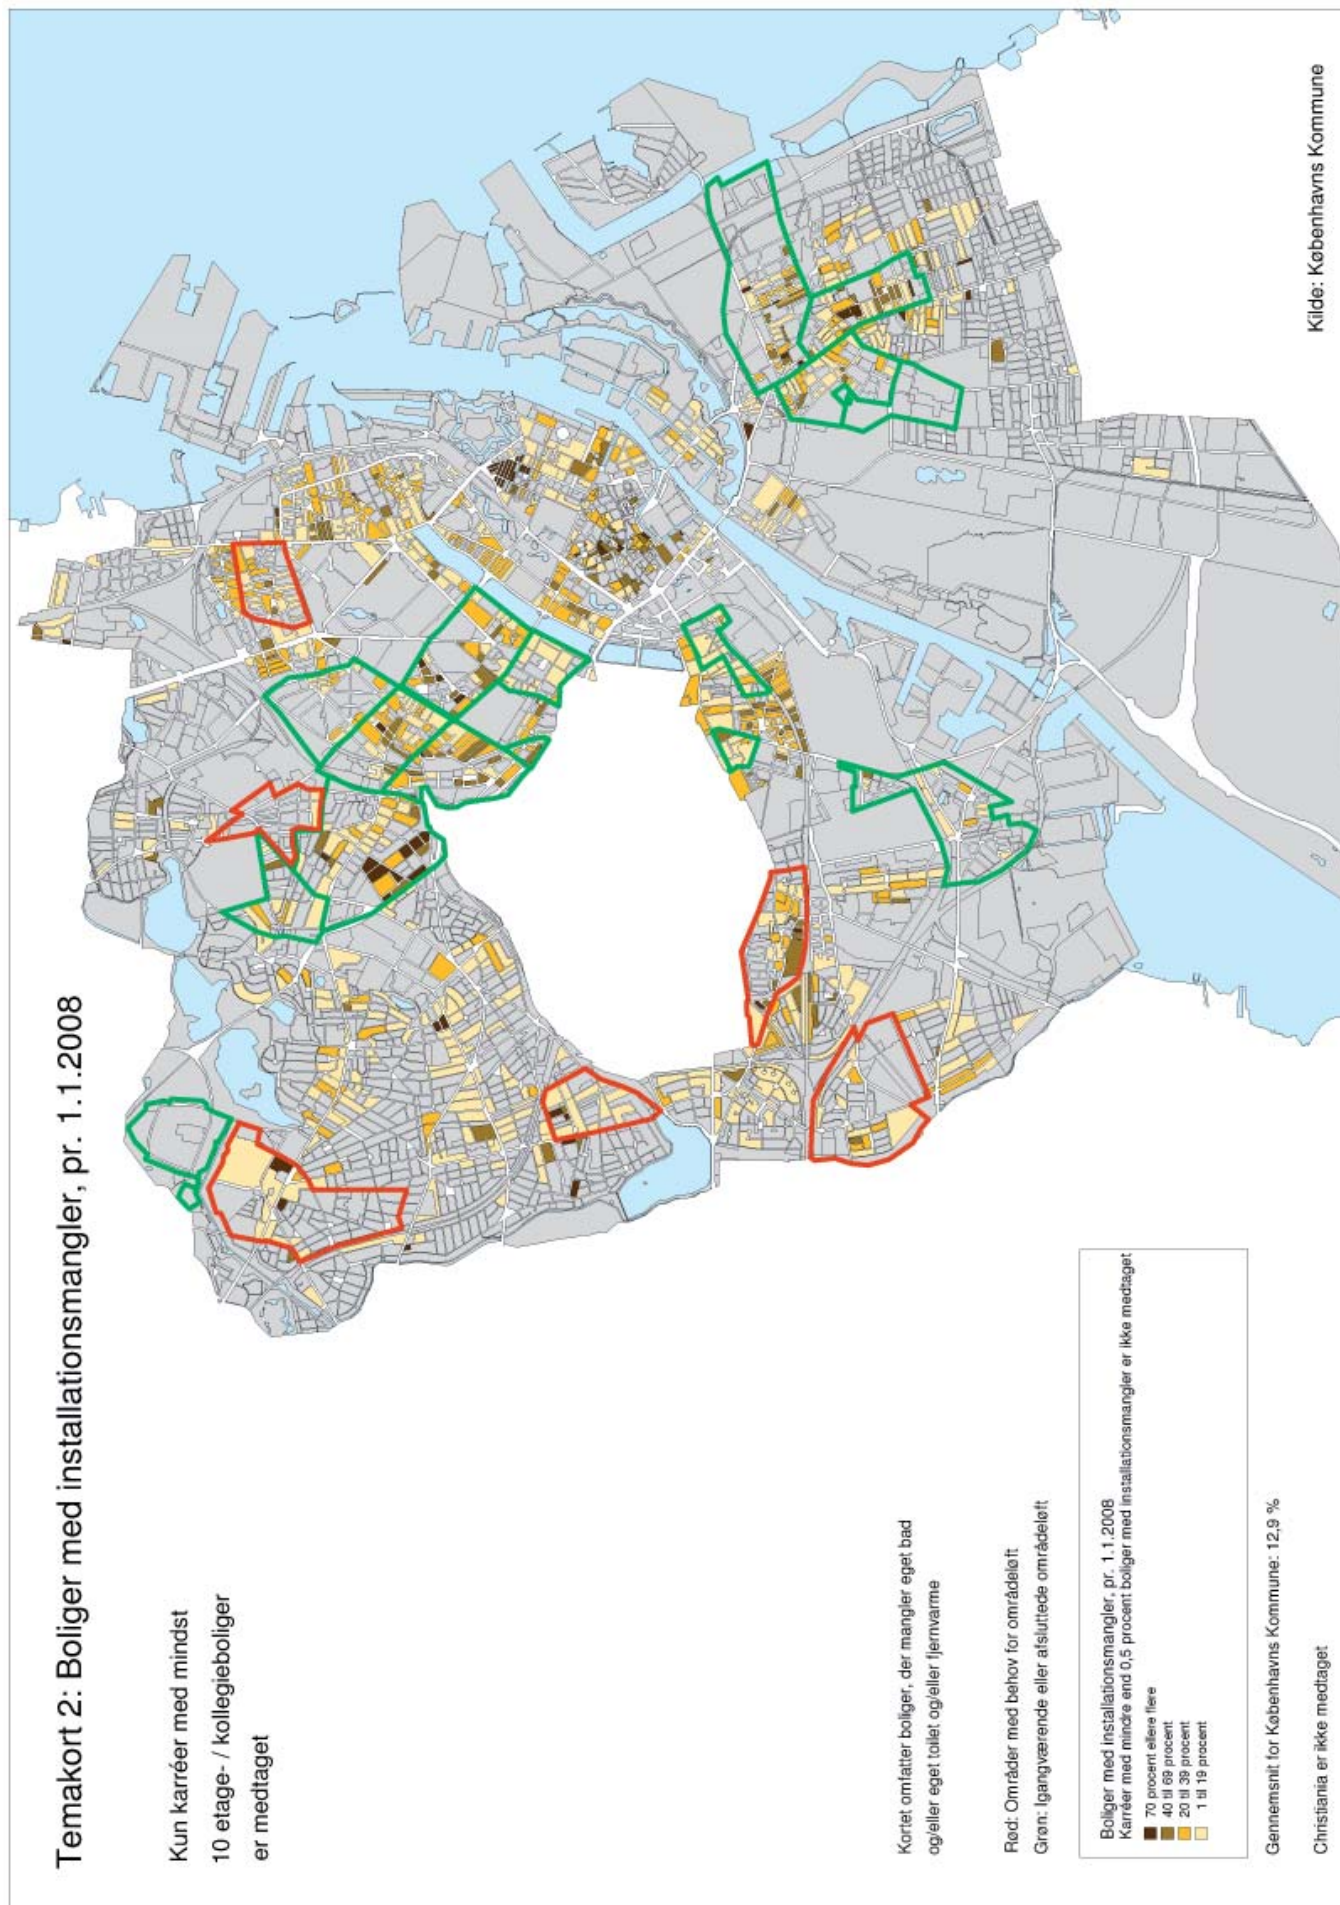 Temakort 2: Boliger med installationsmangler, pr. 1.11.2008
Kun karréer med mindst
10 etage- / kollegieboliger
er medtaget
Kortet omfatter boliger, der mangler eget bad
og/eller eget toilet og/eller fjernvarme
Rød: Områder med behov for områdeløft
Grøn: Igangværende eller afsluttede områdeløft
Boliger med installationsmangler, pr. 1.1.2008
Karréer med mindre end 0,5 procent boliger med installationsmangler er ikke medtaget
70 procent ellere flere
40 til 69 procent
20 til 39 procent
1 til 19 procent
Gennemsnit for Københavns Kommune: 12,9 %
Christiania er ikke medtaget
Kilde: Københavns Kommune